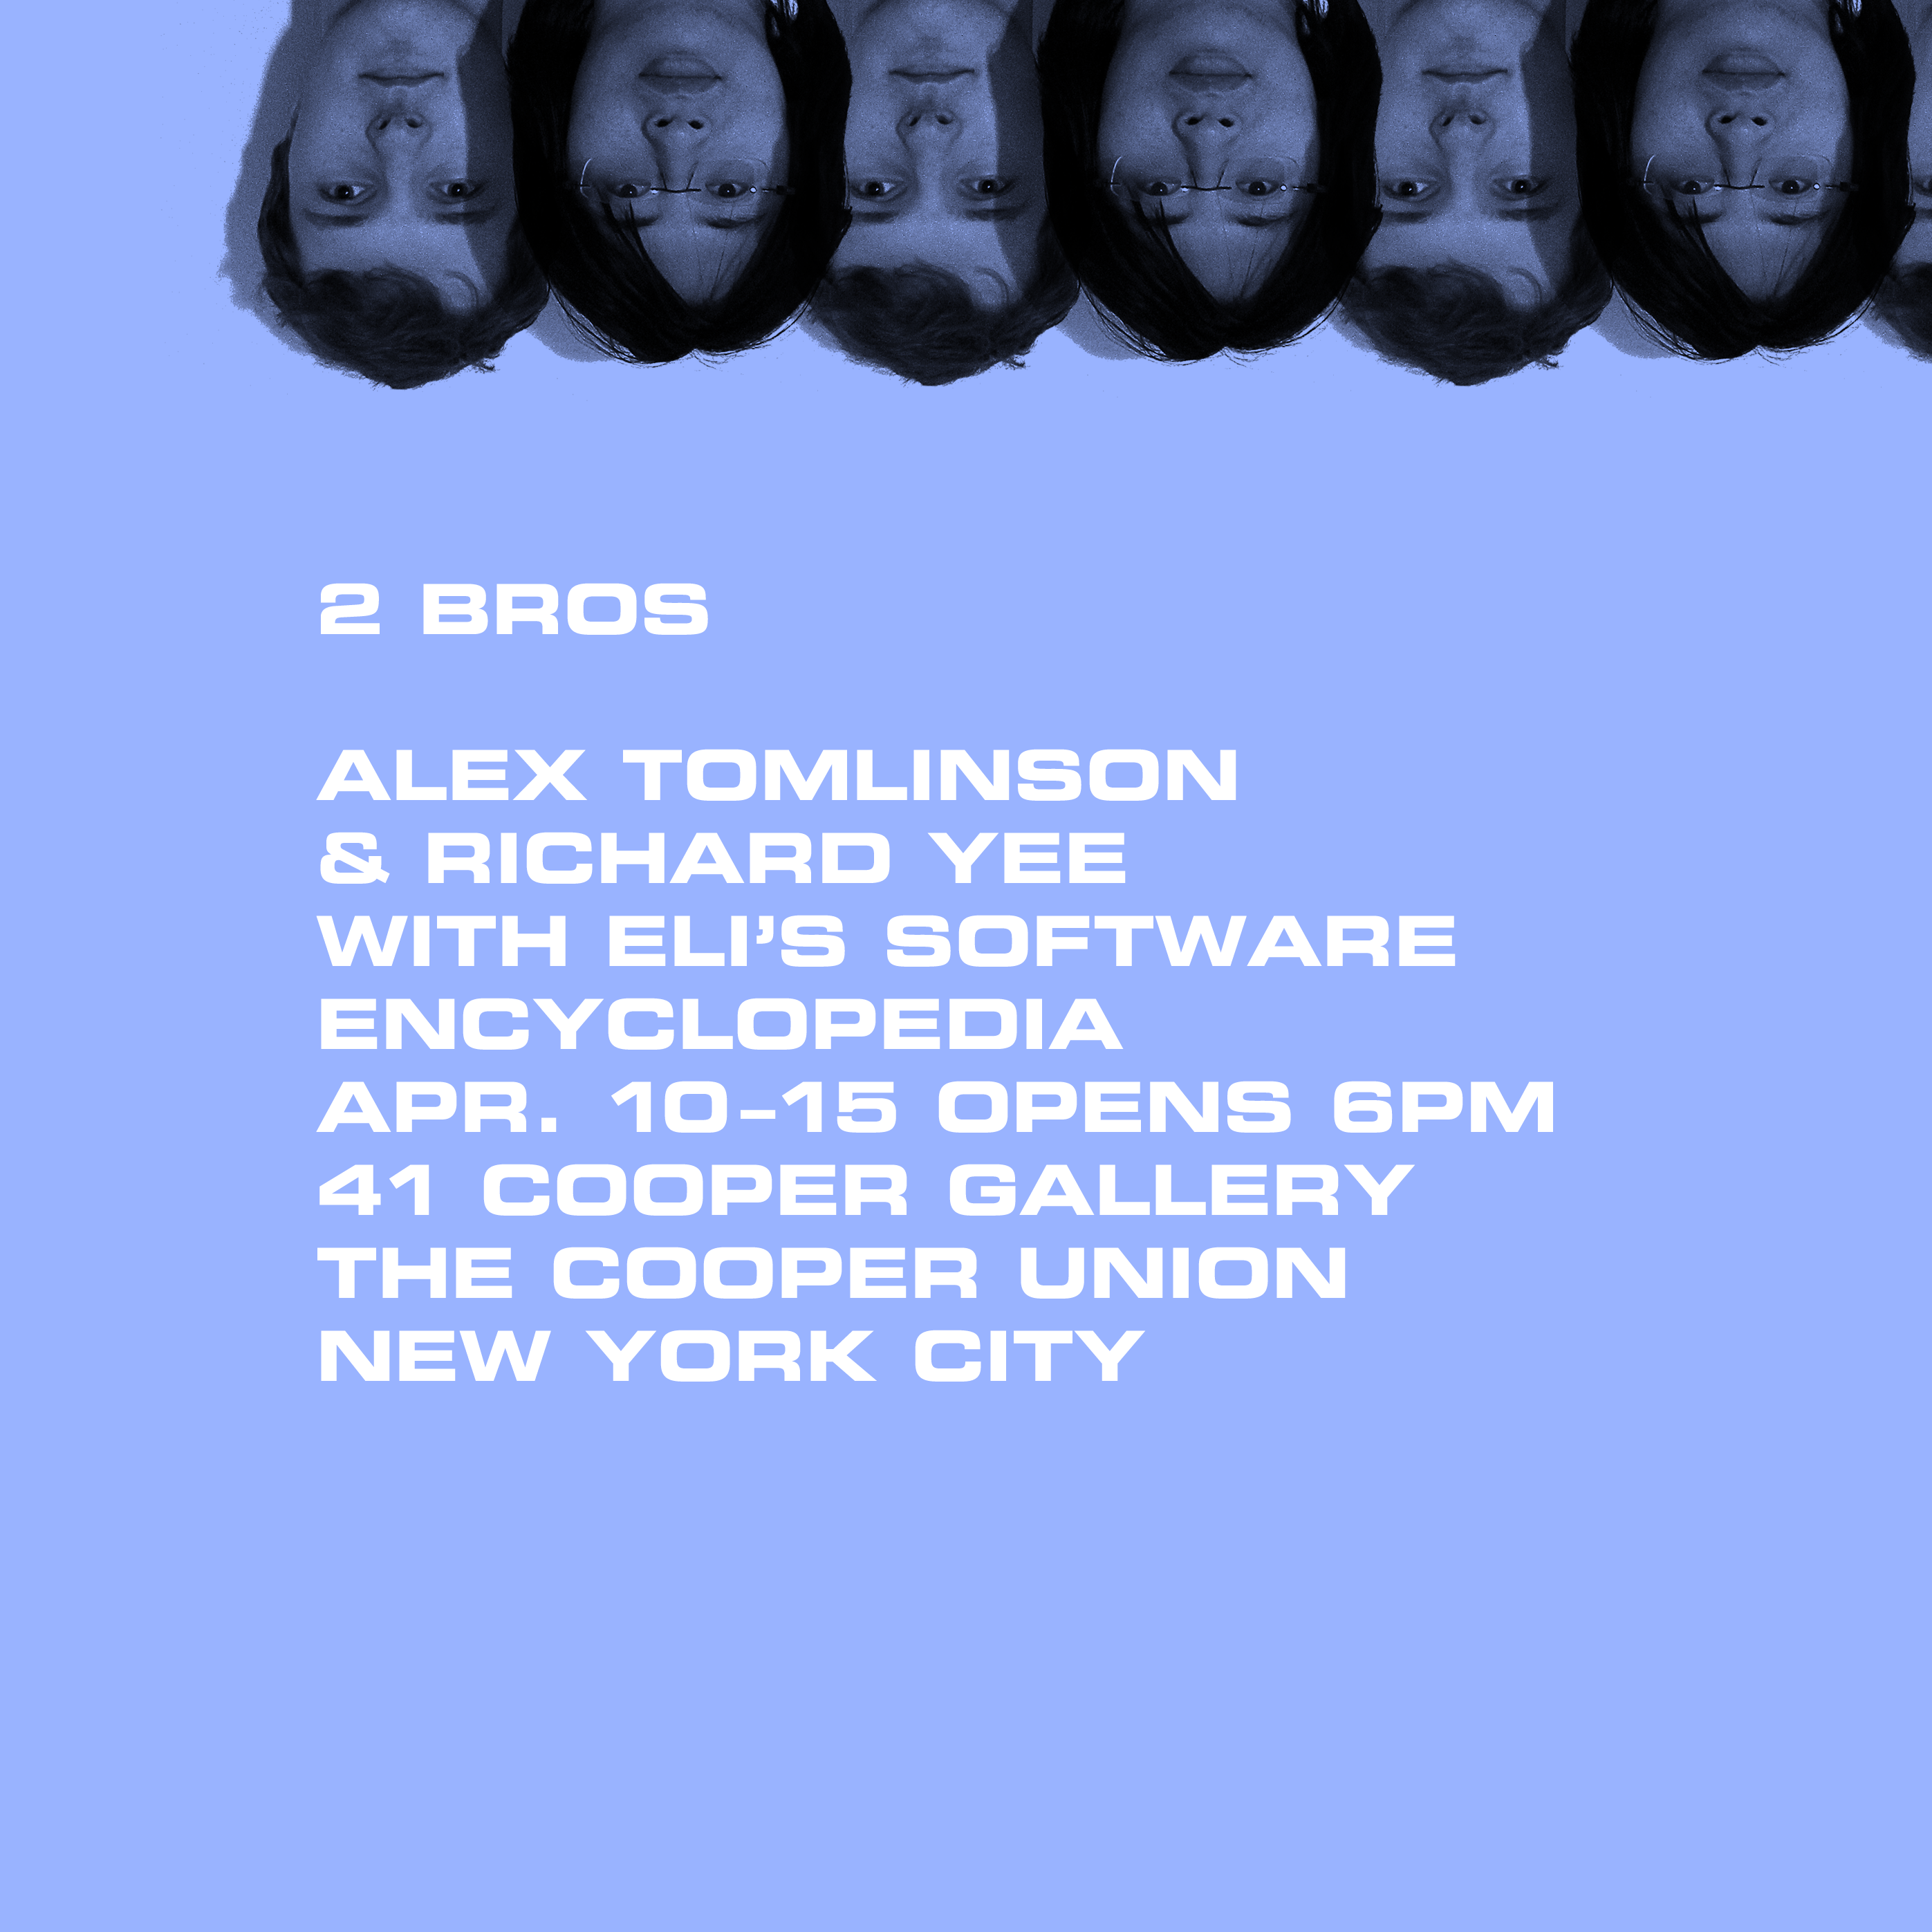 2 BROS
ALEX TOMLINSON
& RICHARD YEE
WITH ELI’S SOFTWARE
ENCYCLOPEDIA
APR. 10–15 OPENS 6PM
41 COOPER GALLERY
THE COOPER UNION
NEW YORK CITY